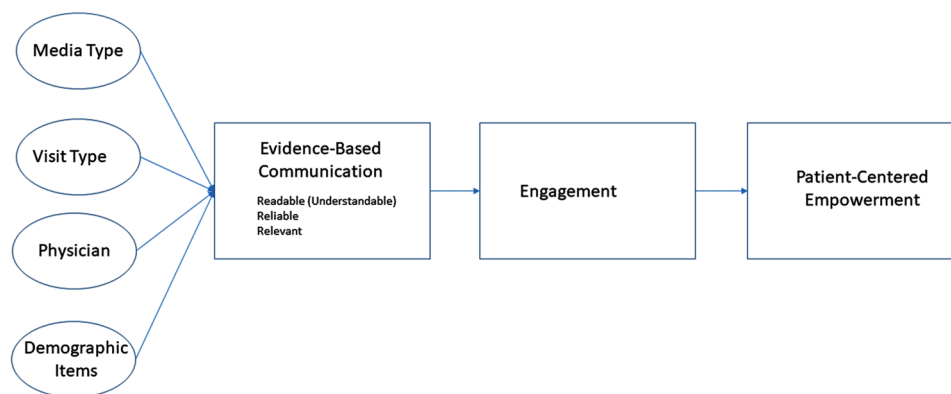 Media Type
Visit Type
Physician
Demographic
Items
Evidence-Based
Communication
Readable (Understandable)
Reliable
Relevant
Engagement
Patient-Centered
Empowerment